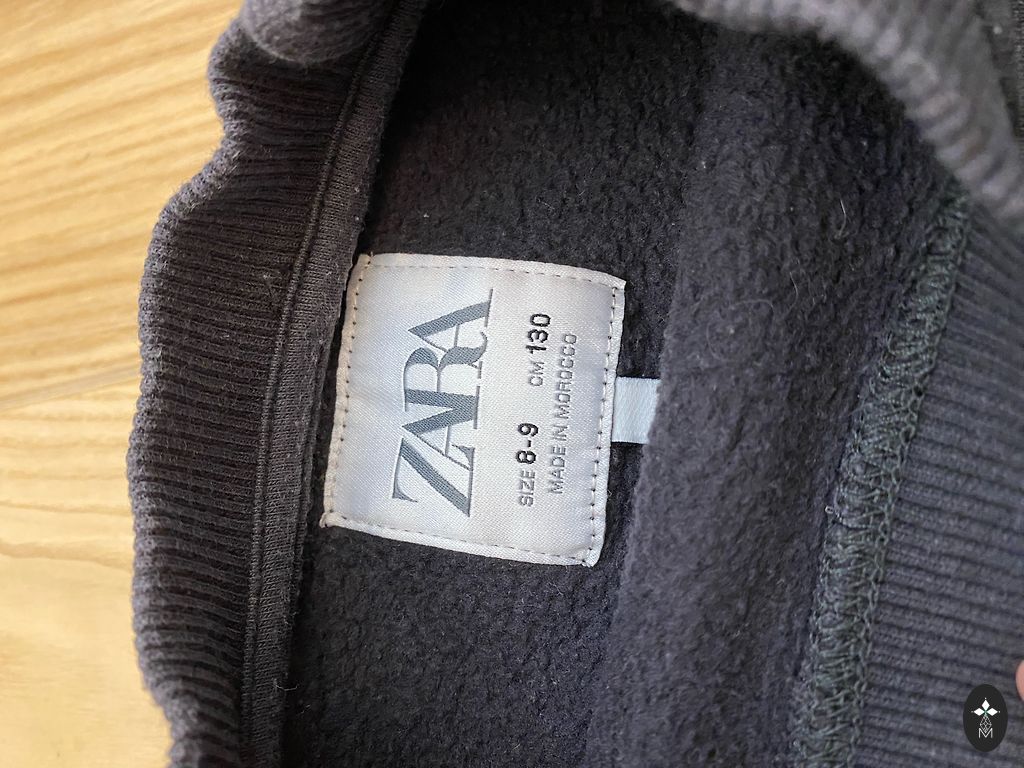 ZARA
SIZE 8-9 CM 130
MADE IN MOROCCO
M